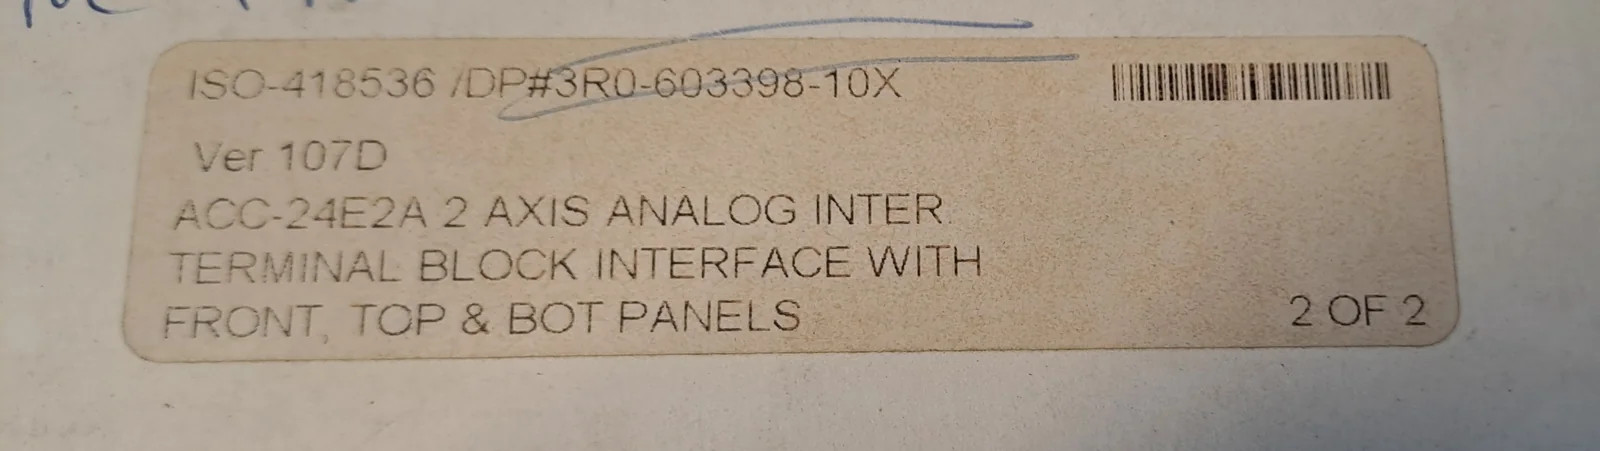 ISO-418536 /DP#3R0-603398-10X
Ver 107D
ACC-24E2A 2 AXIS ANALOG INTER.
TERMINAL BLOCK INTERFACE WITH
FRONT, TOP & BOT PANELS
2 OF 2